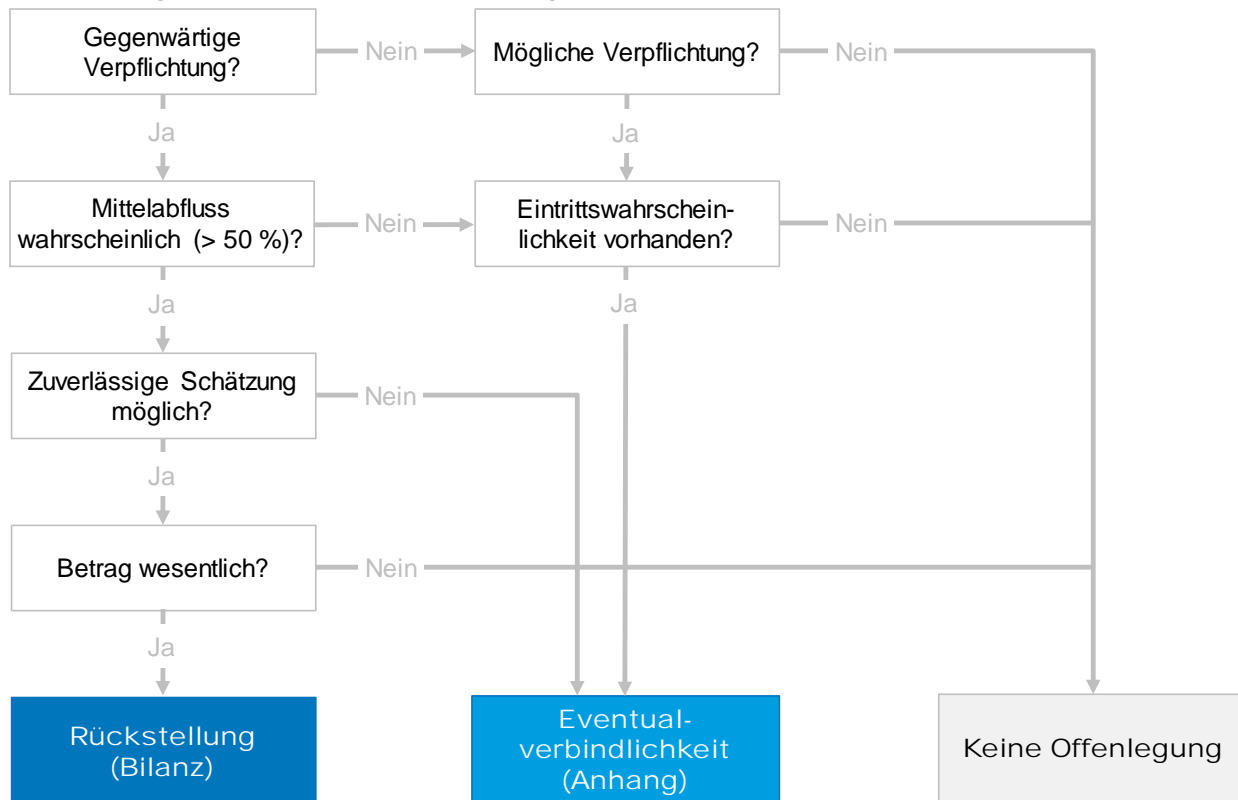 Gegenwärtige
Verpflichtung?
Nein
Mögliche Verpflichtung?
Nein
Ja
Ja
Mittelabfluss
wahrscheinlich (> 50 %)?
Nein
Eintrittswahrschein-
lichkeit vorhanden?
Nein
Ja
Ja
Zuverlässige Schätzung
möglich?
Nein
Ja
Betrag wesentlich?
Nein
Ja
Rückstellung
(Bilanz)
Eventual-
verbindlichkeit
(Anhang)
Keine Offenlegung